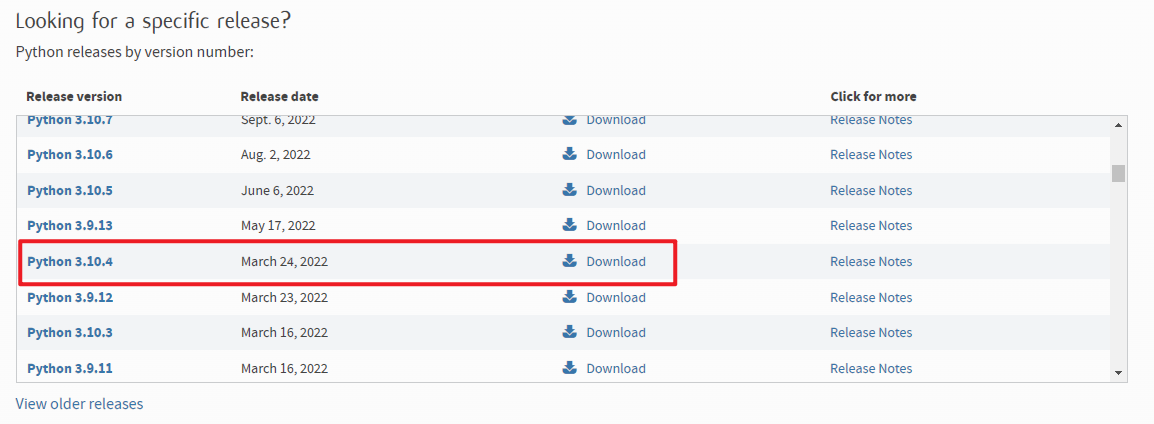 Looking for a specific release?
Python releases by version number:
Release version Release date Click for more
Python 3.10.7 Sept. 6, 2022 Download Release Notes
Python 3.10.6 Aug. 2, 2022 Download Release Notes
Python 3.10.5 June 6, 2022 Download Release Notes
Python 3.9.13 May 17, 2022 Download Release Notes
Python 3.10.4 March 24, 2022 Download Release Notes
Python 3.9.12 March 23, 2022 Download Release Notes
Python 3.10.3 March 16, 2022 Download Release Notes
Python 3.9.11 March 16, 2022 Download Release Notes
View older releases